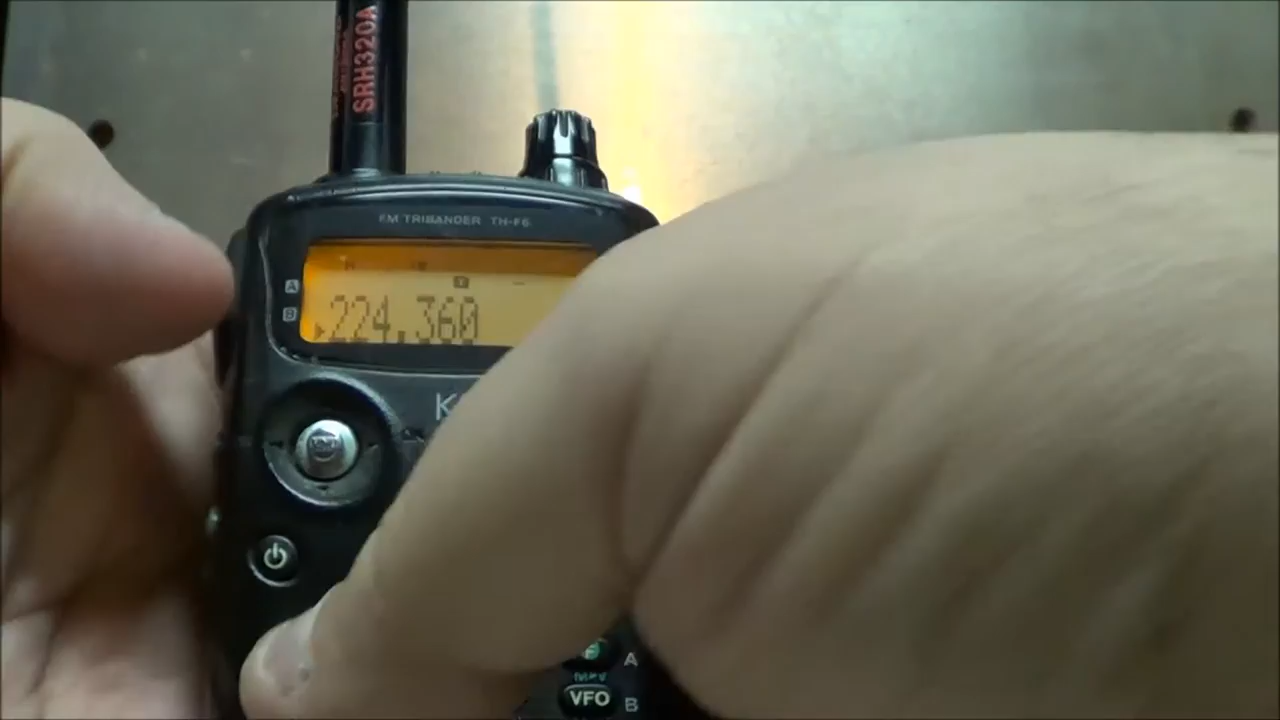 SRH320A
FM TRIBANDER TH-F6
A
B
224.360
K
F A
M►V
VFO B